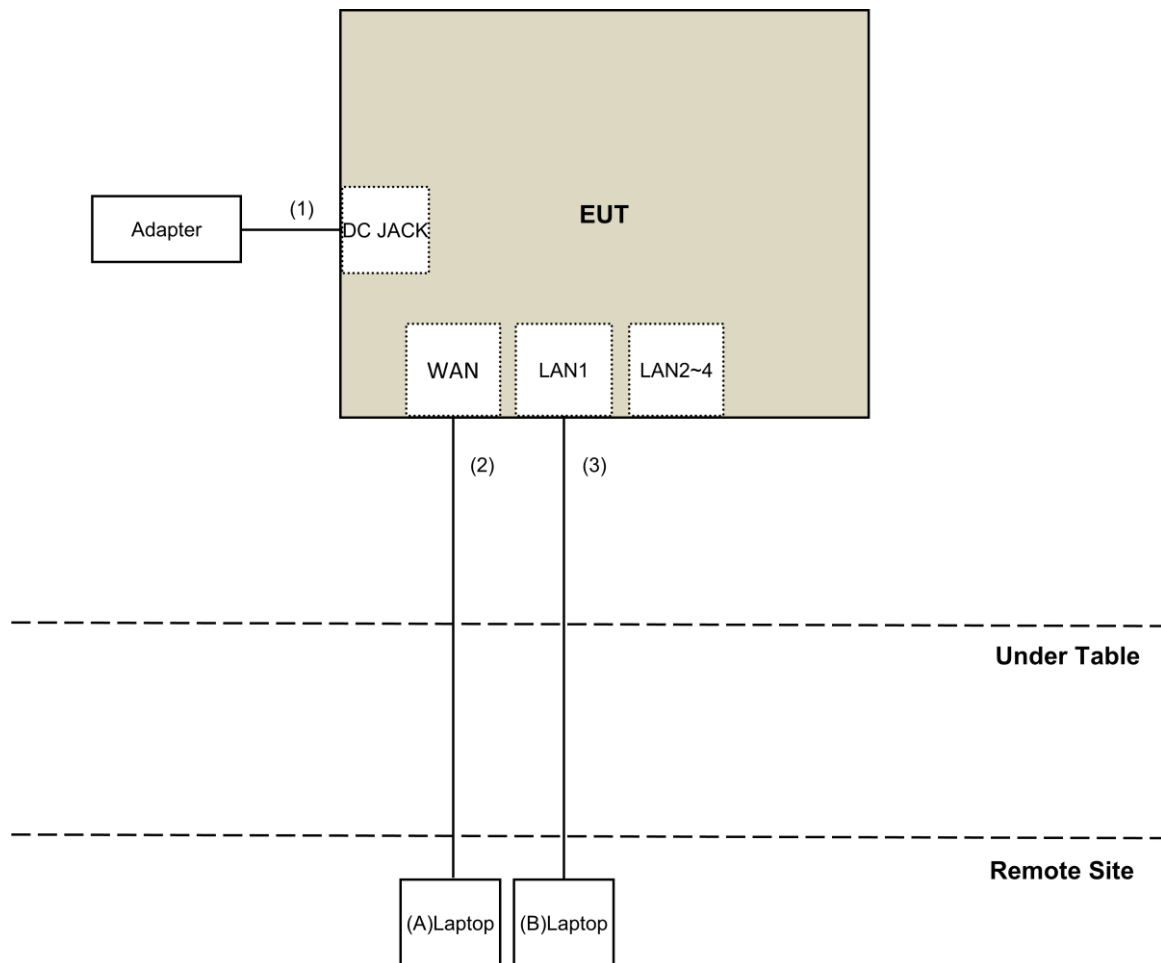 EUT
(1)
Adapter
DC JACK
WAN
LAN1
LAN2~4
(2)
(3)
Under Table
Remote Site
(A)Laptop
(B)Laptop